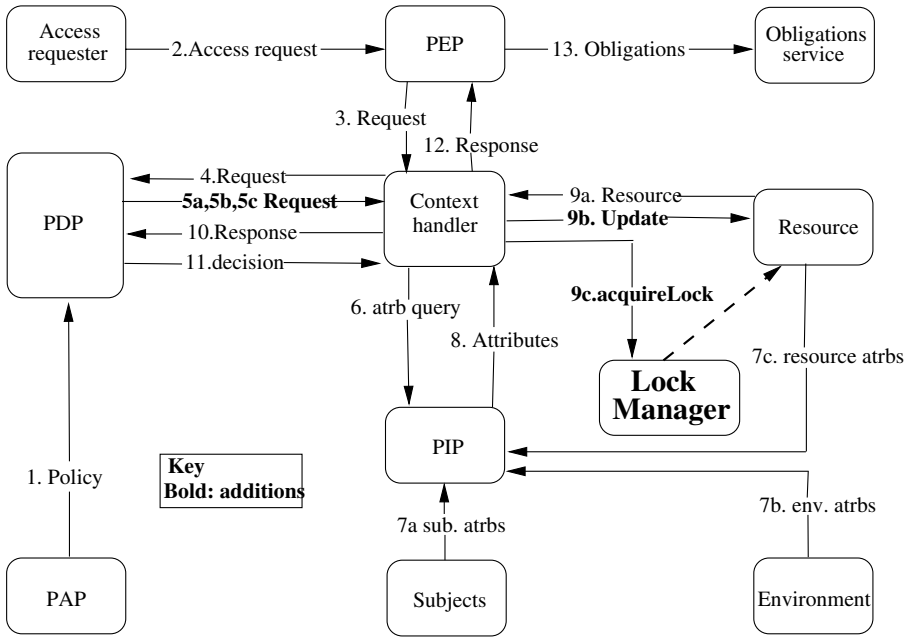 Access
requester
2.Access request
PEP
13. Obligations
Obligations
service
3. Request
12. Response
4.Request
5a,5b,5c Request
10.Response
11.decision
PDP
Context
handler
9a. Resource
9b. Update
Resource
9c.acquireLock
6. atrb query
8. Attributes
7c. resource atrbs
Lock
Manager
PIP
1. Policy
Key
Bold: additions
7a sub. atrbs
7b. env. atrbs
PAP
Subjects
Environment